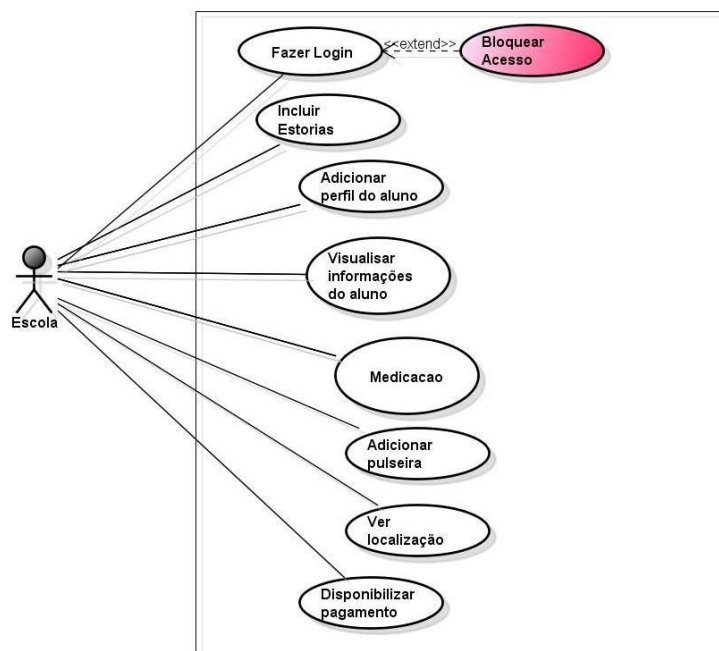 Fazer Login
<<extend>>
Bloquear
Acesso
Incluir
Estorias
Adicionar
perfil do aluno
Visualisar
informações
do aluno
Escola
Medicacao
Adicionar
pulseira
Ver
localização
Disponibilizar
pagamento